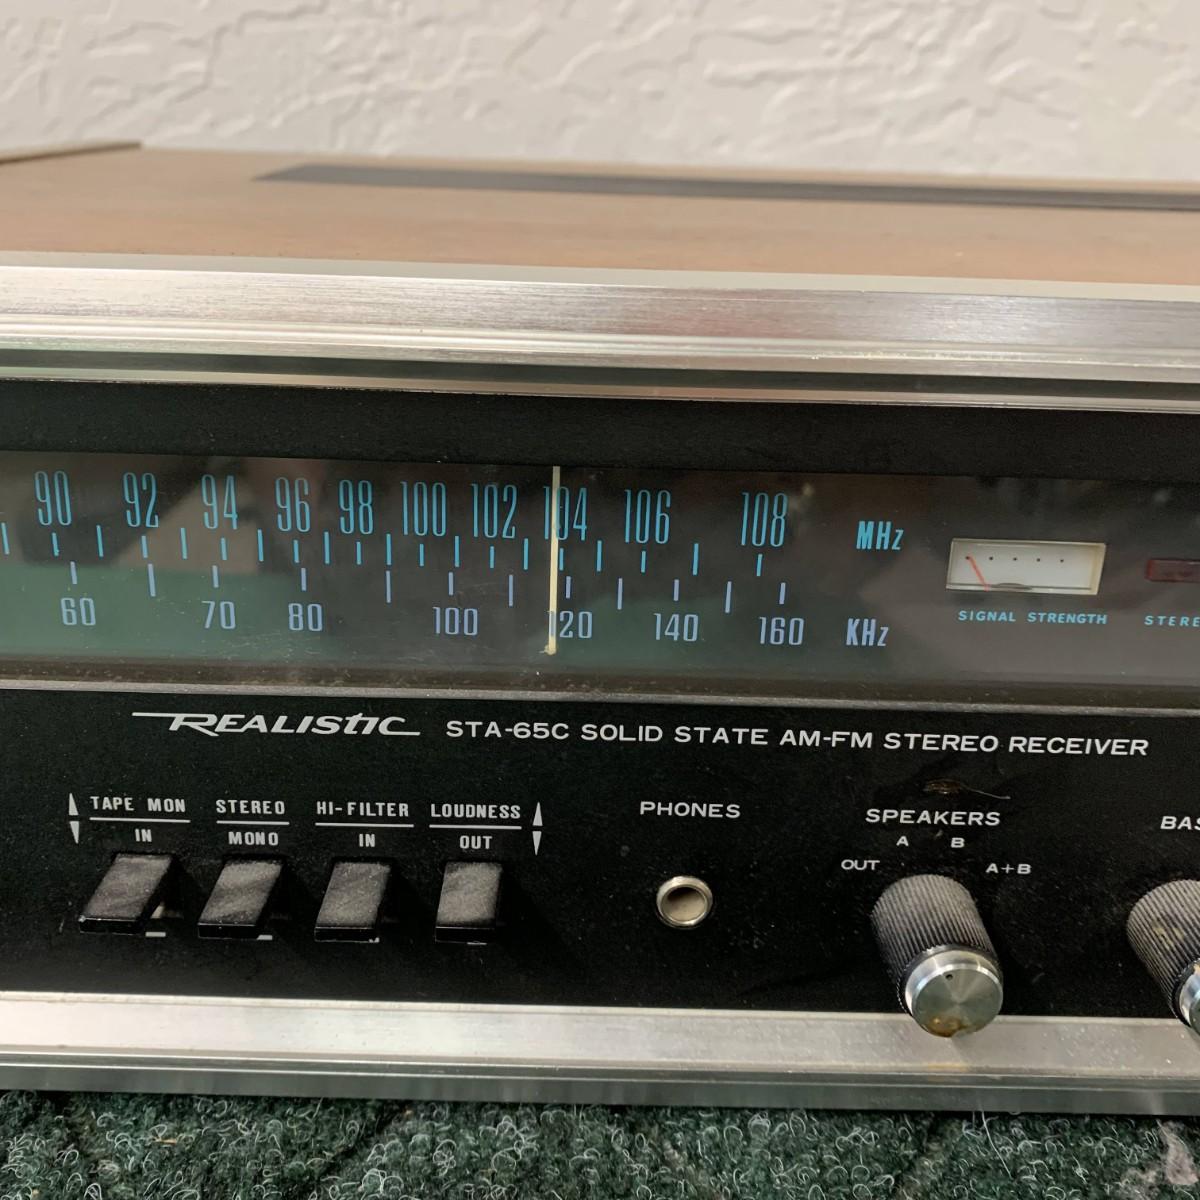 90 92 94 96 98 100 102 104 106 108 MHz
60 70 80 100 120 140 160 KHz
SIGNAL STRENGTH STERE
REALISTIC STA-65C SOLID STATE AM-FM STEREO RECEIVER
TAPE MON STEREO HI-FILTER LOUDNESS
IN MONO IN OUT
PHONES
SPEAKERS
A B
OUT A+B
BAS